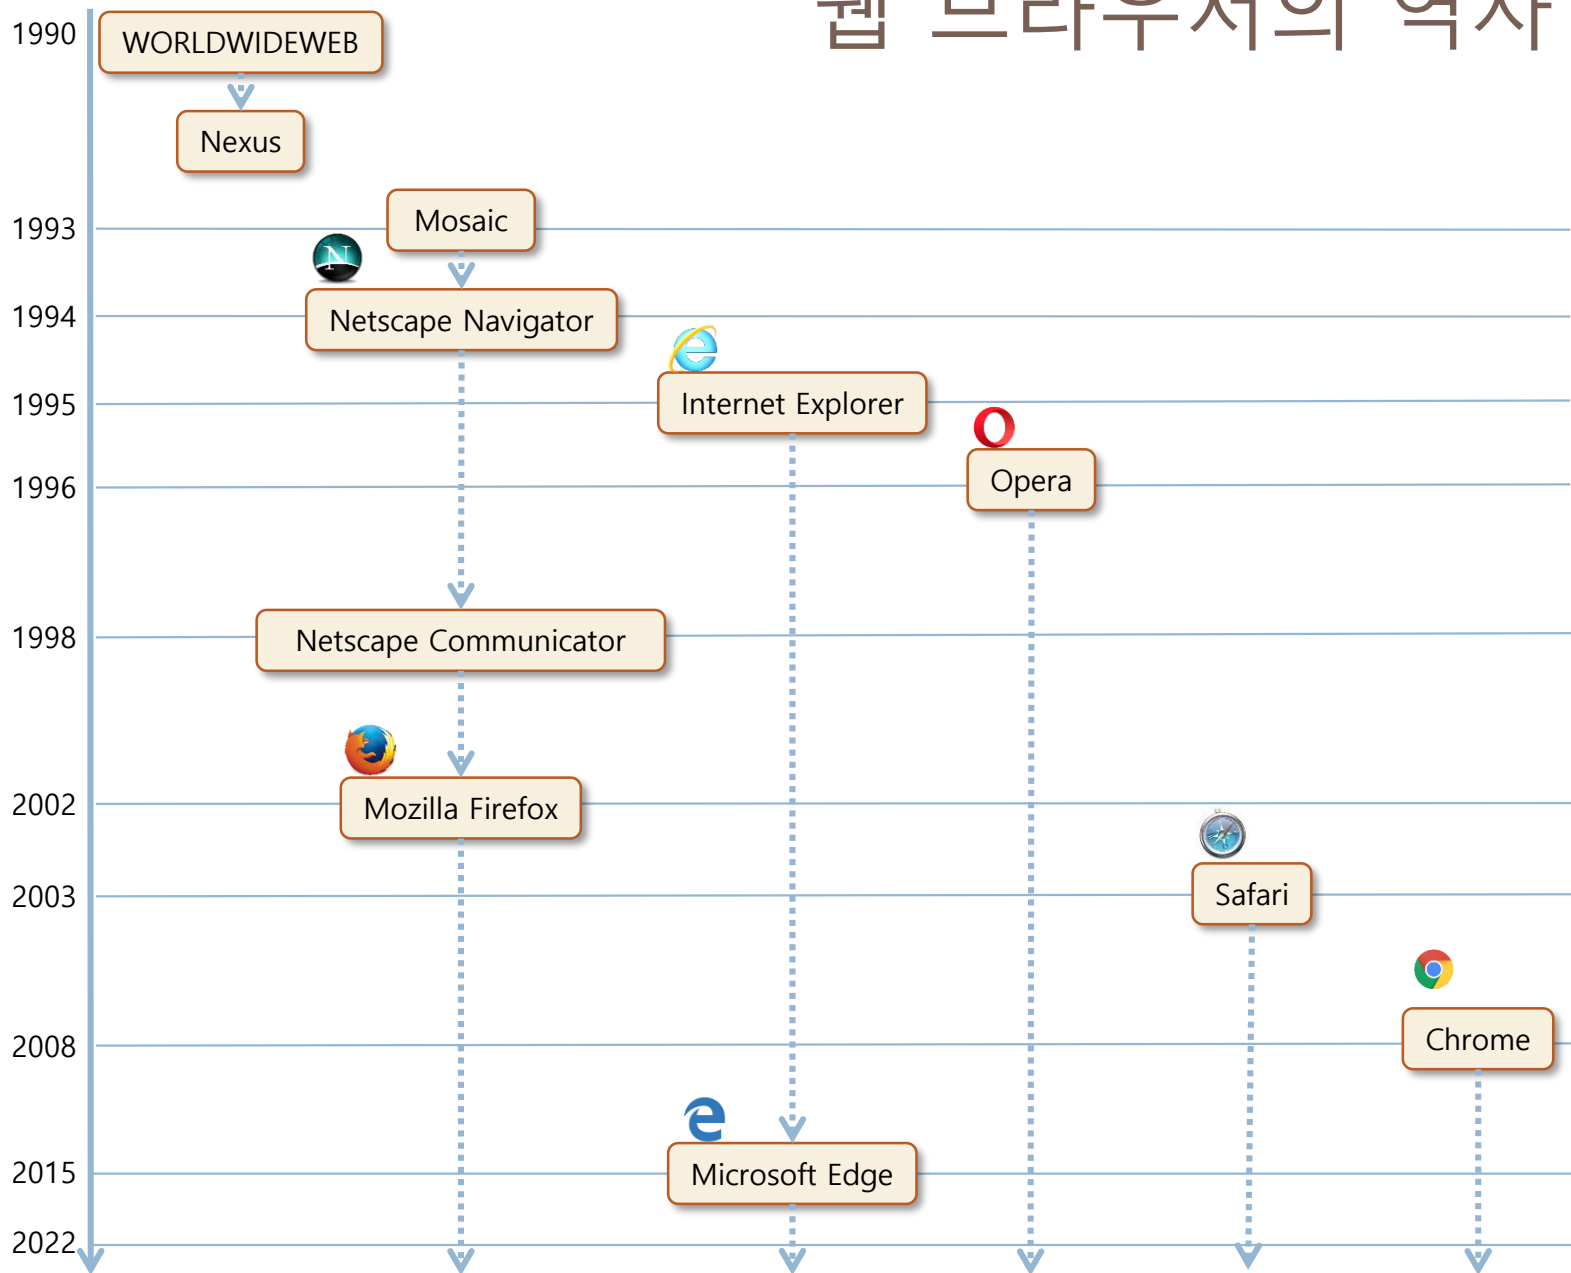 웹 브라우저의 역사
1990
WORLDWIDEWEB
Nexus
1993
Mosaic
N
1994
Netscape Navigator
1995
Internet Explorer
1996
Opera
1998
Netscape Communicator
2002
Mozilla Firefox
2003
Safari
2008
Chrome
2015
Microsoft Edge
2022